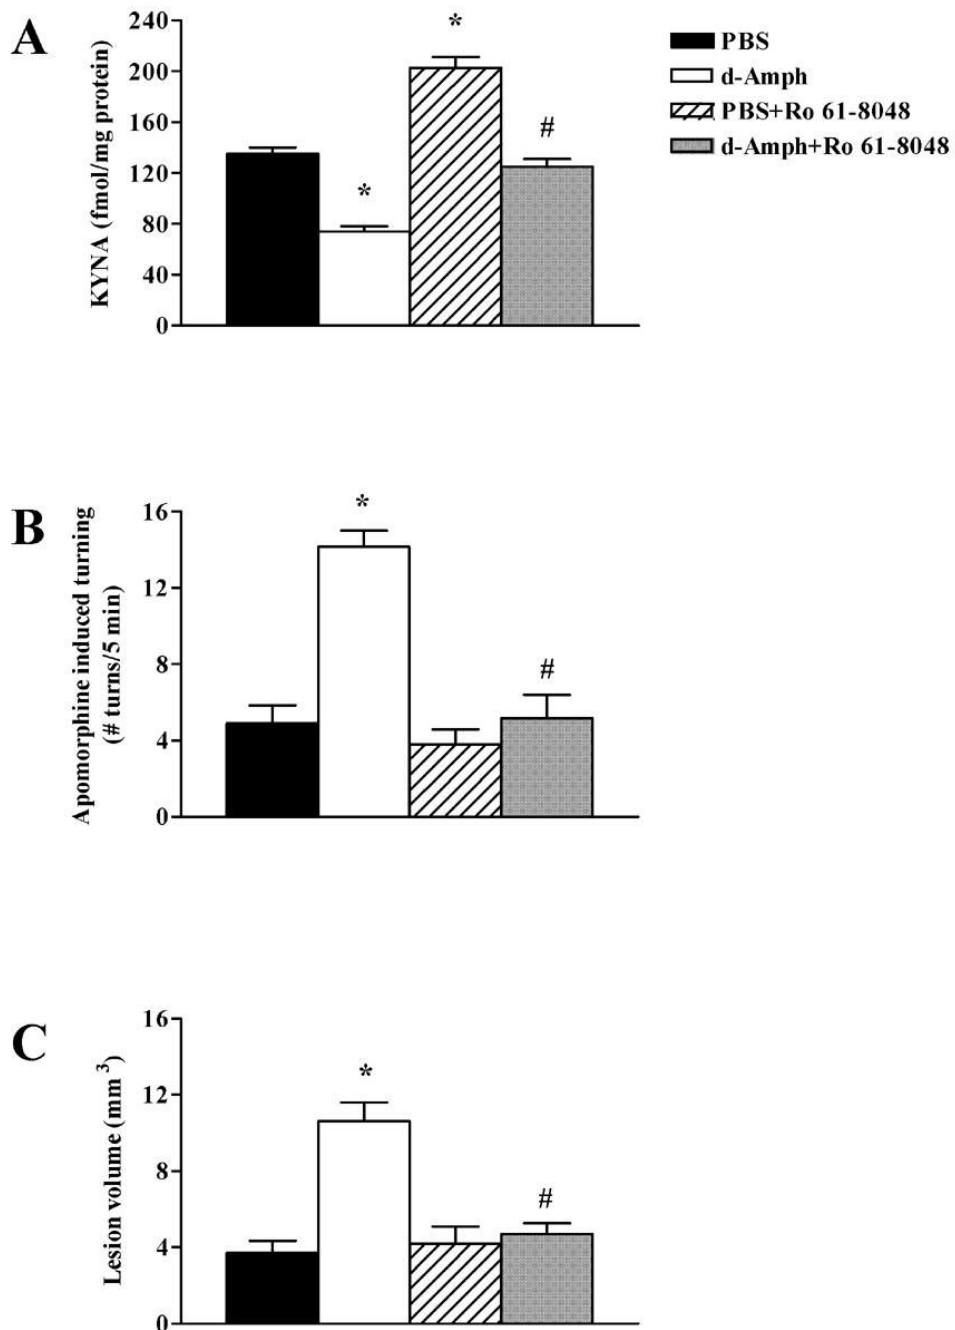 A
240
200
160
120
80
40
0
KYNA (fmol/mg protein)
*
*
#
PBS
d-Amph
PBS+Ro 61-8048
d-Amph+Ro 61-8048
B
16
12
8
4
0
Apomorphine induced turning
(# turns/5 min)
*
#
C
16
12
8
4
0
Lesion volume (mm 3)
*
#